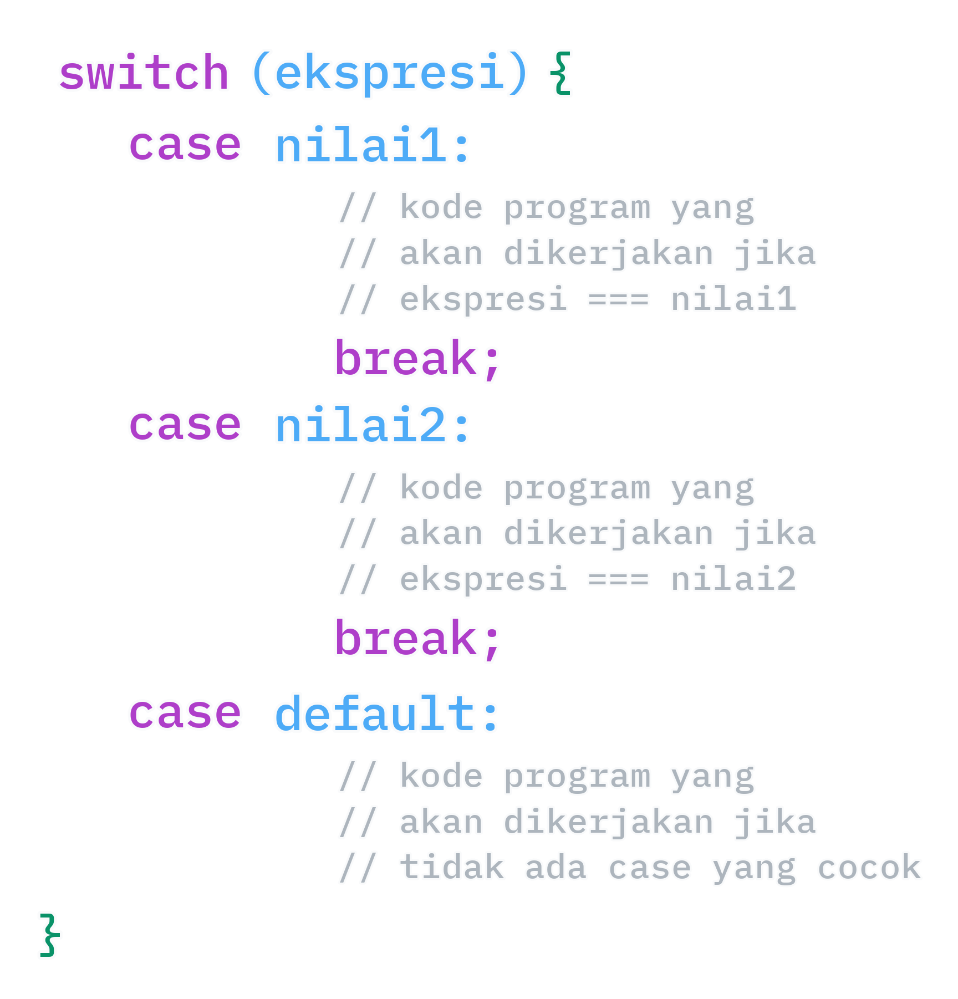 switch (ekspresi) {
case nilai1:
// kode program yang
// akan dikerjakan jika
// ekspresi === nilai1
break;
case nilai2:
// kode program yang
// akan dikerjakan jika
// ekspresi === nilai2
break;
case default:
// kode program yang
// akan dikerjakan jika
// tidak ada case yang cocok
}